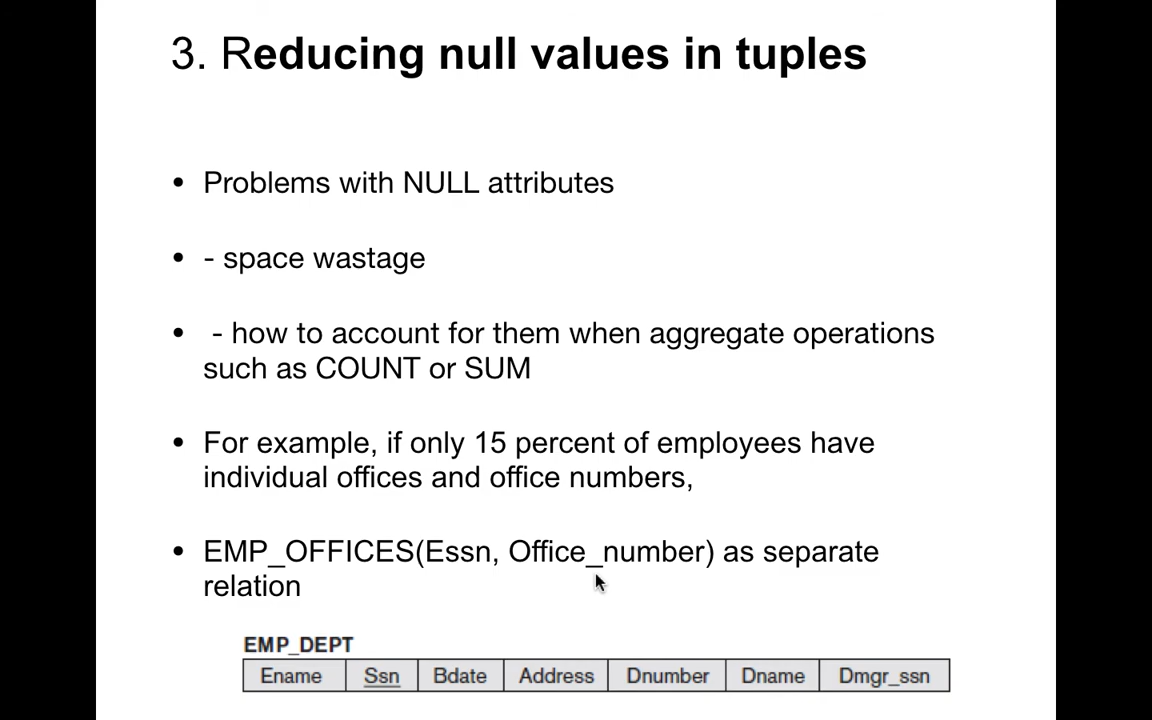 3. Reducing null values in tuples
• Problems with NULL attributes
• - space wastage
• - how to account for them when aggregate operations
such as COUNT or SUM
• For example, if only 15 percent of employees have
individual offices and office numbers,
• EMP_OFFICES(Essn, Office_number) as separate
relation
EMP_DEPT
Ename Ssn Bdate Address Dnumber Dname Dmgr_ssn